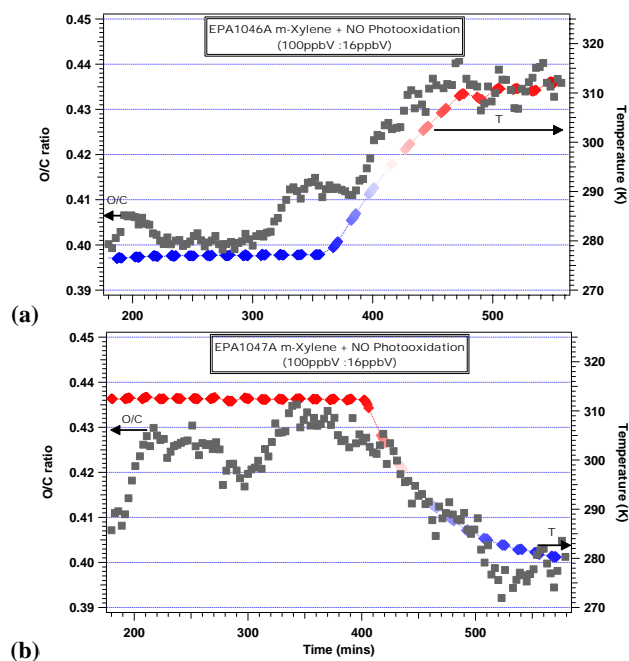 EPA1046A m-Xylene + NO Photooxidation
(100ppbV :16ppbV)
0.45
0.44
0.43
0.42
0.41
0.40
0.39
O/C ratio
O/C
T
320
310
300
290
280
270
Temperature (K)
200
300
400
500
(a)
EPA1047A m-Xylene + NO Photooxidation
(100ppbV :16ppbV)
0.45
0.44
0.43
0.42
0.41
0.40
0.39
O/C ratio
O/C
T
320
310
300
290
280
270
Temperature (K)
200
300
400
500
Time (mins)
(b)